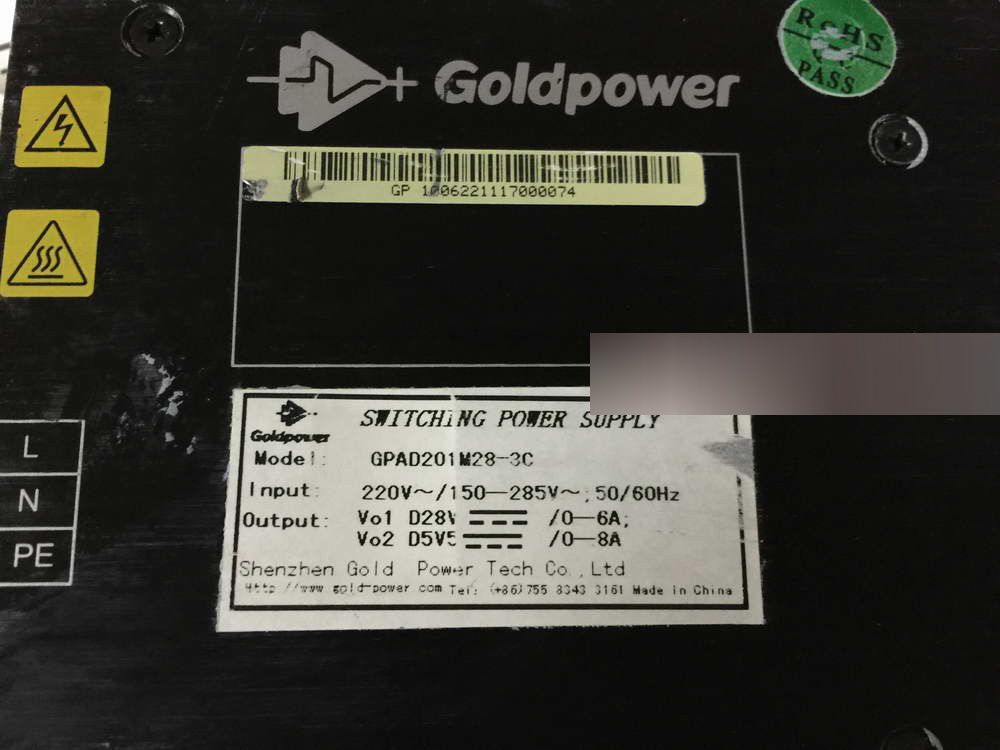 Goldpower
RoHS
PASS
GP 1006221117000074
L
N
PE
Goldpower
SWITCHING POWER SUPPLY
Model: GPAD201M28-3C
Input: 220V～/150—285V～;50/60Hz
Output: Vo1 D28V /0—6A;
Vo2 D5V5 /0—8A
Shenzhen Gold Power Tech Co.,Ltd
Http://www.gold-power.com Tel: (+86)755 8343 3161 Made in China